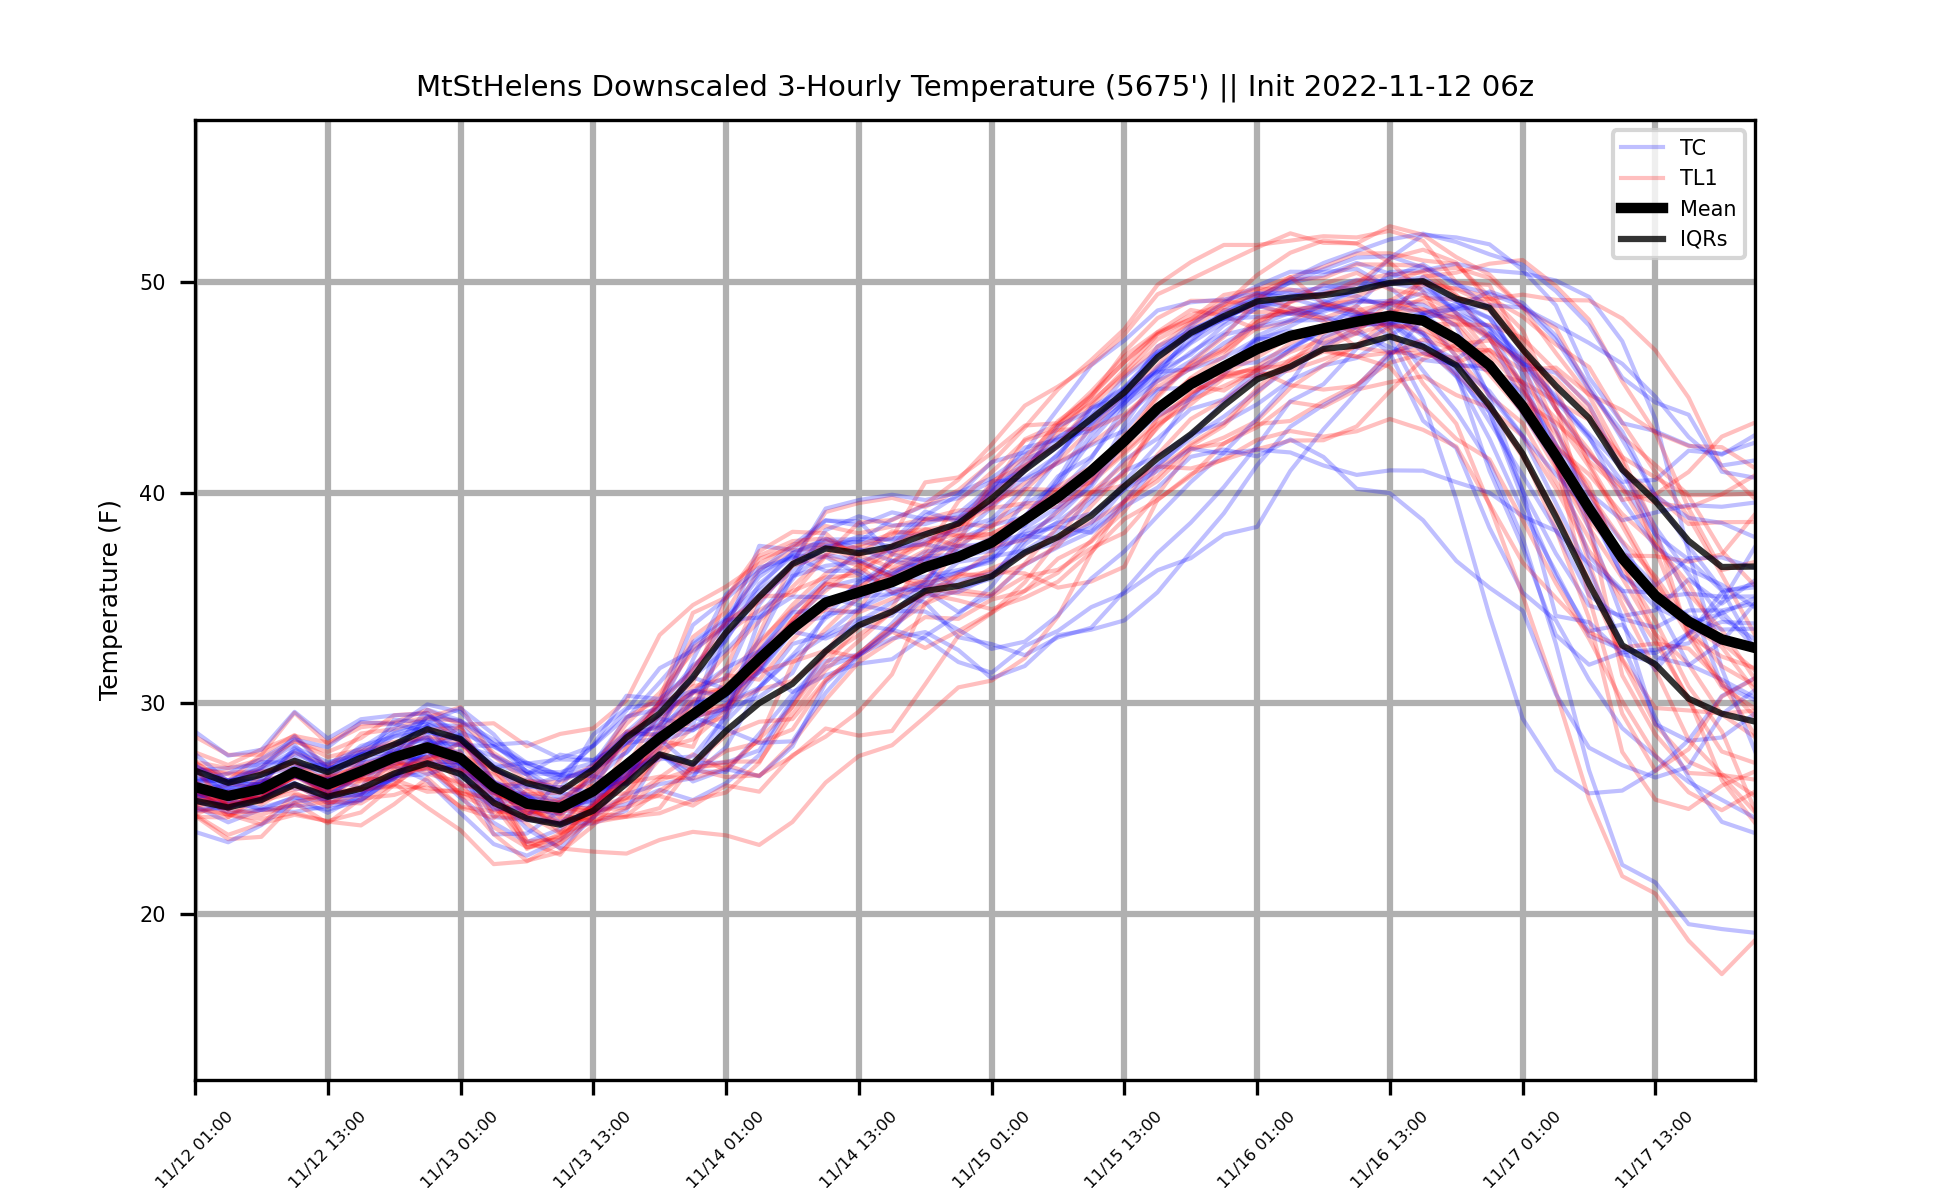 MtStHelens Downscaled 3-Hourly Temperature (5675') || Init 2022-11-12 06z
TC
TL1
Mean
IQRs
Temperature (F)
50
40
30
20
11/12 01:00
11/12 13:00
11/13 01:00
11/13 13:00
11/14 01:00
11/14 13:00
11/15 01:00
11/15 13:00
11/16 01:00
11/16 13:00
11/17 01:00
11/17 13:00